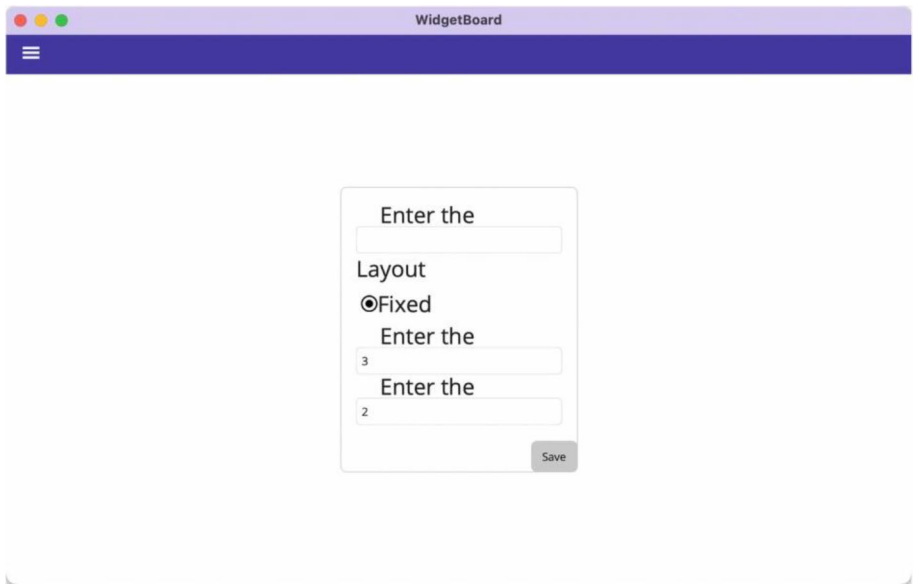 WidgetBoard
Enter the
Layout
Fixed
Enter the
3
Enter the
2
Save